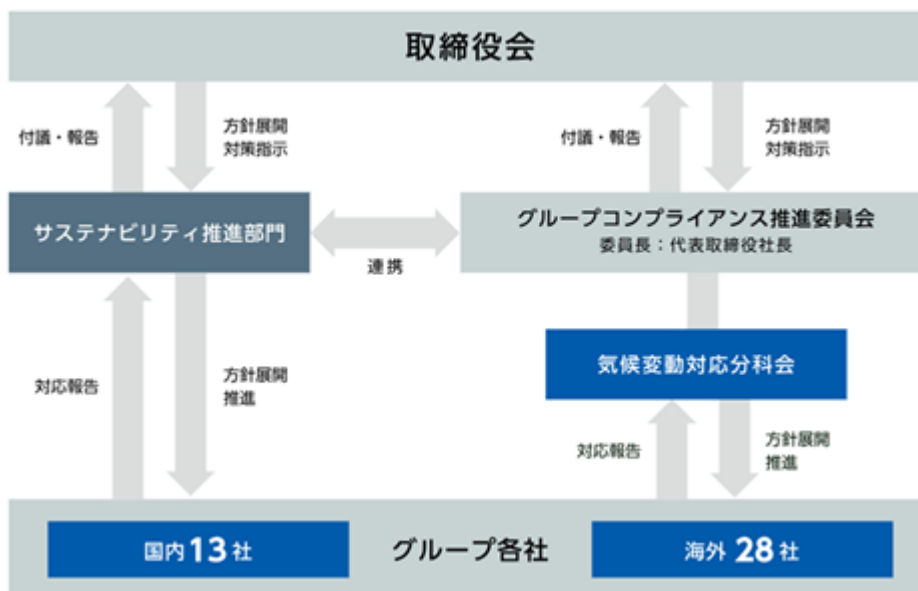 取締役会
付議・報告
方針展開
対策指示
付議・報告
方針展開
対策指示
サステナビリティ推進部門
連携
グループコンプライアンス推進委員会
委員長：代表取締役社長
気候変動対応分科会
対応報告
方針展開
推進
対応報告
方針展開
推進
国内13社
グループ各社
海外28社